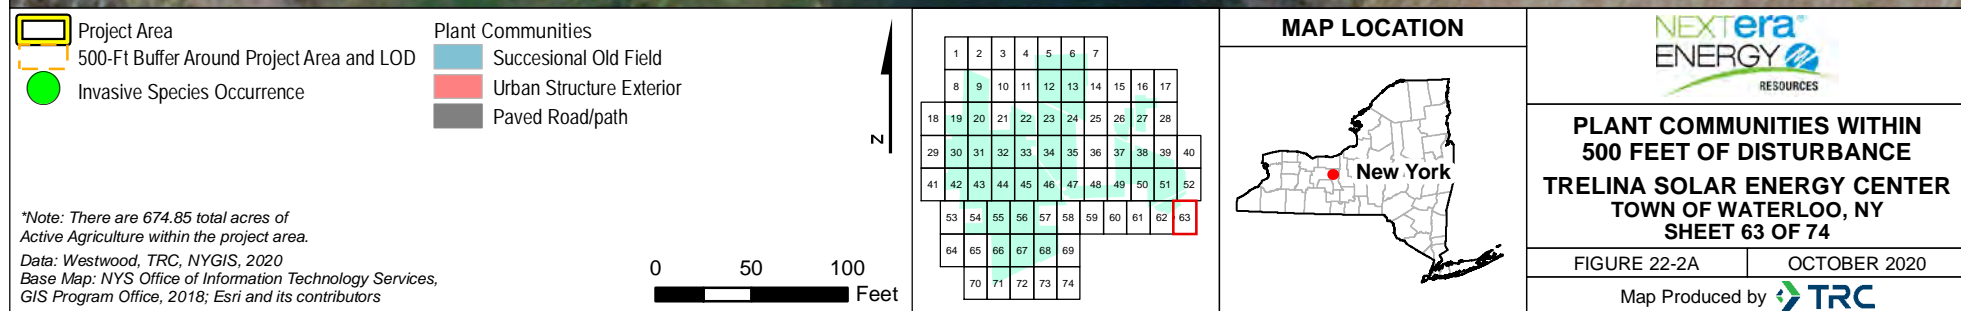 Project Area
500-Ft Buffer Around Project Area and LOD
Invasive Species Occurrence
Plant Communities
Succesional Old Field
Urban Structure Exterior
Paved Road/path
*Note: There are 674.85 total acres of
Active Agriculture within the project area.
Data: Westwood, TRC, NYGIS, 2020
Base Map: NYS Office of Information Technology Services,
GIS Program Office, 2018; Esri and its contributors
0 50 100
Feet
Z
1 2 3 4 5 6 7
8 9 10 11 12 13 14 15 16 17
18 19 20 21 22 23 24 25 26 27 28
29 30 31 32 33 34 35 36 37 38 39 40
41 42 43 44 45 46 47 48 49 50 51 52
53 54 55 56 57 58 59 60 61 62 63
64 65 66 67 68 69
70 71 72 73 74
MAP LOCATION
New York
NEXTera
ENERGY
RESOURCES
PLANT COMMUNITIES WITHIN
500 FEET OF DISTURBANCE
TRELINA SOLAR ENERGY CENTER
TOWN OF WATERLOO, NY
SHEET 63 OF 74
FIGURE 22-2A OCTOBER 2020
Map Produced by TRC